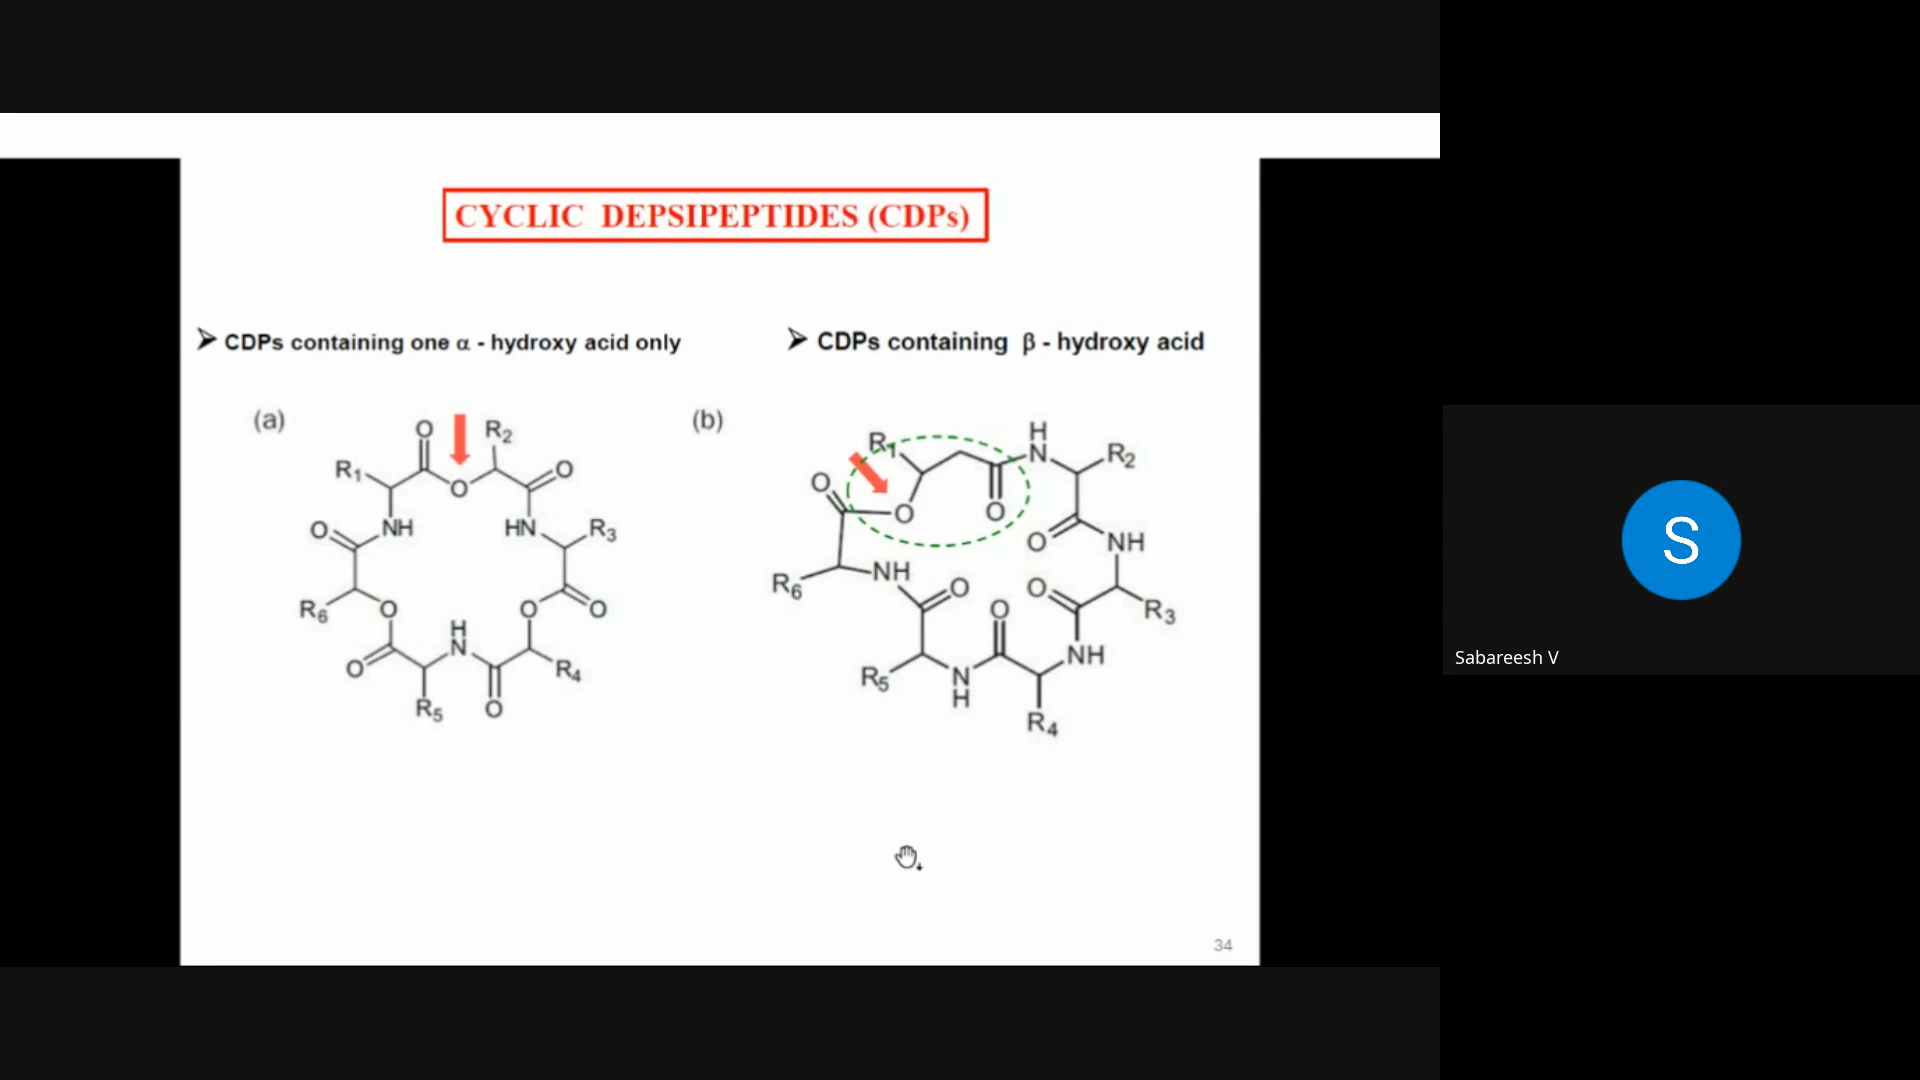 CYCLIC DEPSIPEPTIDES (CDPs)
➢ CDPs containing one α - hydroxy acid only
➢ CDPs containing β - hydroxy acid
(a)
O
R₂
R₁
O
O
O
NH
HN
R₃
R₆
O
O
O
H
N
O
R₄
R₅
O
(b)
R₁
H
N
R₂
O
O
O
O
NH
R₆
NH
O
O
R₃
O
NH
R₅
N
H
R₄
34
S
Sabareesh V